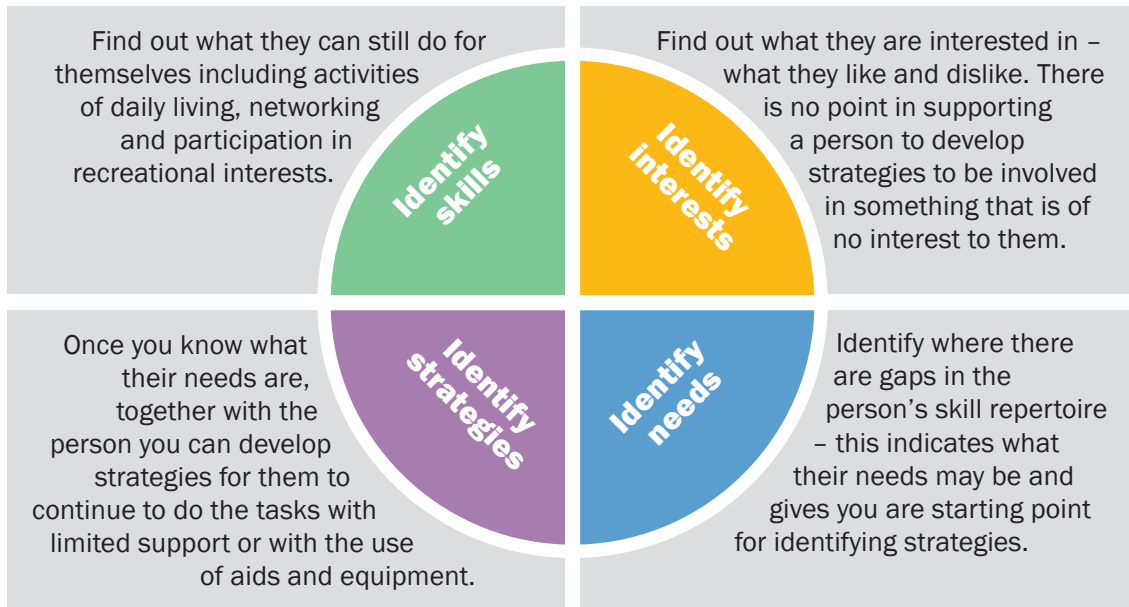 Find out what they can still do for
themselves including activities
of daily living, networking
and participation in
recreational interests.
Identify
skills
Find out what they are interested in –
what they like and dislike. There
is no point in supporting
a person to develop
strategies to be involved
in something that is of
no interest to them.
Identify
interests
Once you know what
their needs are,
together with the
person you can develop
strategies for them to
continue to do the tasks with
limited support or with the use
of aids and equipment.
Identify
strategies
Identify where there
are gaps in the
person’s skill repertoire
– this indicates what
their needs may be and
gives you are starting point
for identifying strategies.
Identify
needs